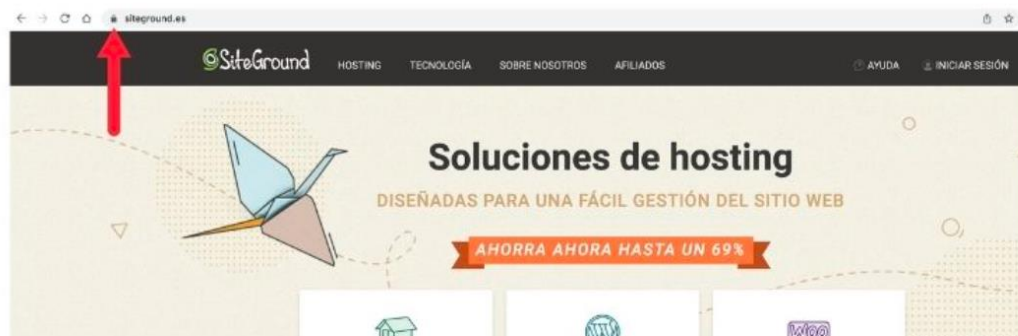 siteground.es
SiteGround HOSTING TECNOLOGÍA SOBRE NOSOTROS AFILIADOS AYUDA INICIAR SESIÓN
Soluciones de hosting
DISEÑADAS PARA UNA FÁCIL GESTIÓN DEL SITIO WEB
AHORRA AHORA HASTA UN 69%
Woo